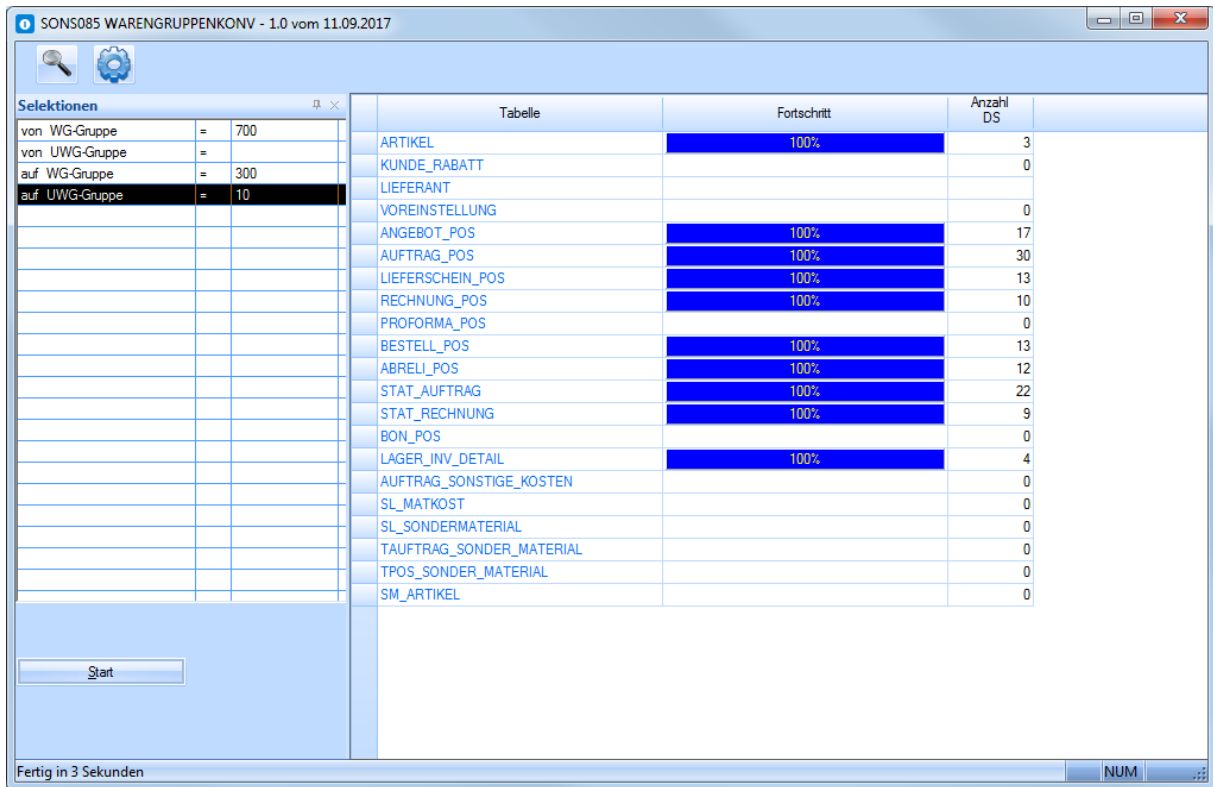 SONS085 WARENGRUPPENKONV - 1.0 vom 11.09.2017
Selektionen
von WG-Gruppe = 700
von UWG-Gruppe =
auf WG-Gruppe = 300
auf UWG-Gruppe = 10
Start
Tabelle Fortschritt Anzahl DS
ARTIKEL 100% 3
KUNDE_RABATT 0
LIEFERANT
VOREINSTELLUNG 0
ANGEBOT_POS 100% 17
AUFTRAG_POS 100% 30
LIEFERSCHEIN_POS 100% 13
RECHNUNG_POS 100% 10
PROFORMA_POS 0
BESTELL_POS 100% 13
ABRELI_POS 100% 12
STAT_AUFTRAG 100% 22
STAT_RECHNUNG 100% 9
BON_POS 0
LAGER_INV_DETAIL 100% 4
AUFTRAG_SONSTIGE_KOSTEN 0
SL_MATKOST 0
SL_SONDERMATERIAL 0
TAUFTRAG_SONDER_MATERIAL 0
TPOS_SONDER_MATERIAL 0
SM_ARTIKEL 0
Fertig in 3 Sekunden NUM